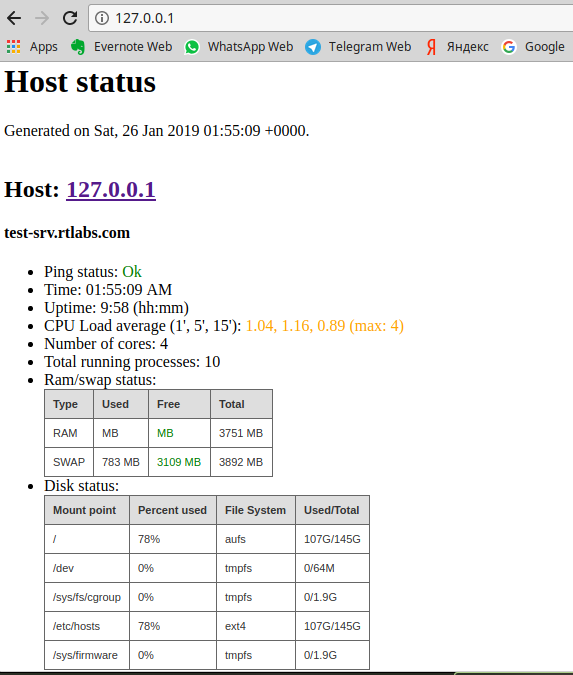 127.0.0.1
Apps Evernote Web WhatsApp Web Telegram Web Яндекс Google
Host status
Generated on Sat, 26 Jan 2019 01:55:09 +0000.
Host: 127.0.0.1
test-srv.rtlabs.com
Ping status: Ok
Time: 01:55:09 AM
Uptime: 9:58 (hh:mm)
CPU Load average (1', 5', 15'): 1.04, 1.16, 0.89 (max: 4)
Number of cores: 4
Total running processes: 10
Ram/swap status:
Type Used Free Total
RAM MB MB 3751 MB
SWAP 783 MB 3109 MB 3892 MB
Disk status:
Mount point Percent used File System Used/Total
/ 78% aufs 107G/145G
/dev 0% tmpfs 0/64M
/sys/fs/cgroup 0% tmpfs 0/1.9G
/etc/hosts 78% ext4 107G/145G
/sys/firmware 0% tmpfs 0/1.9G